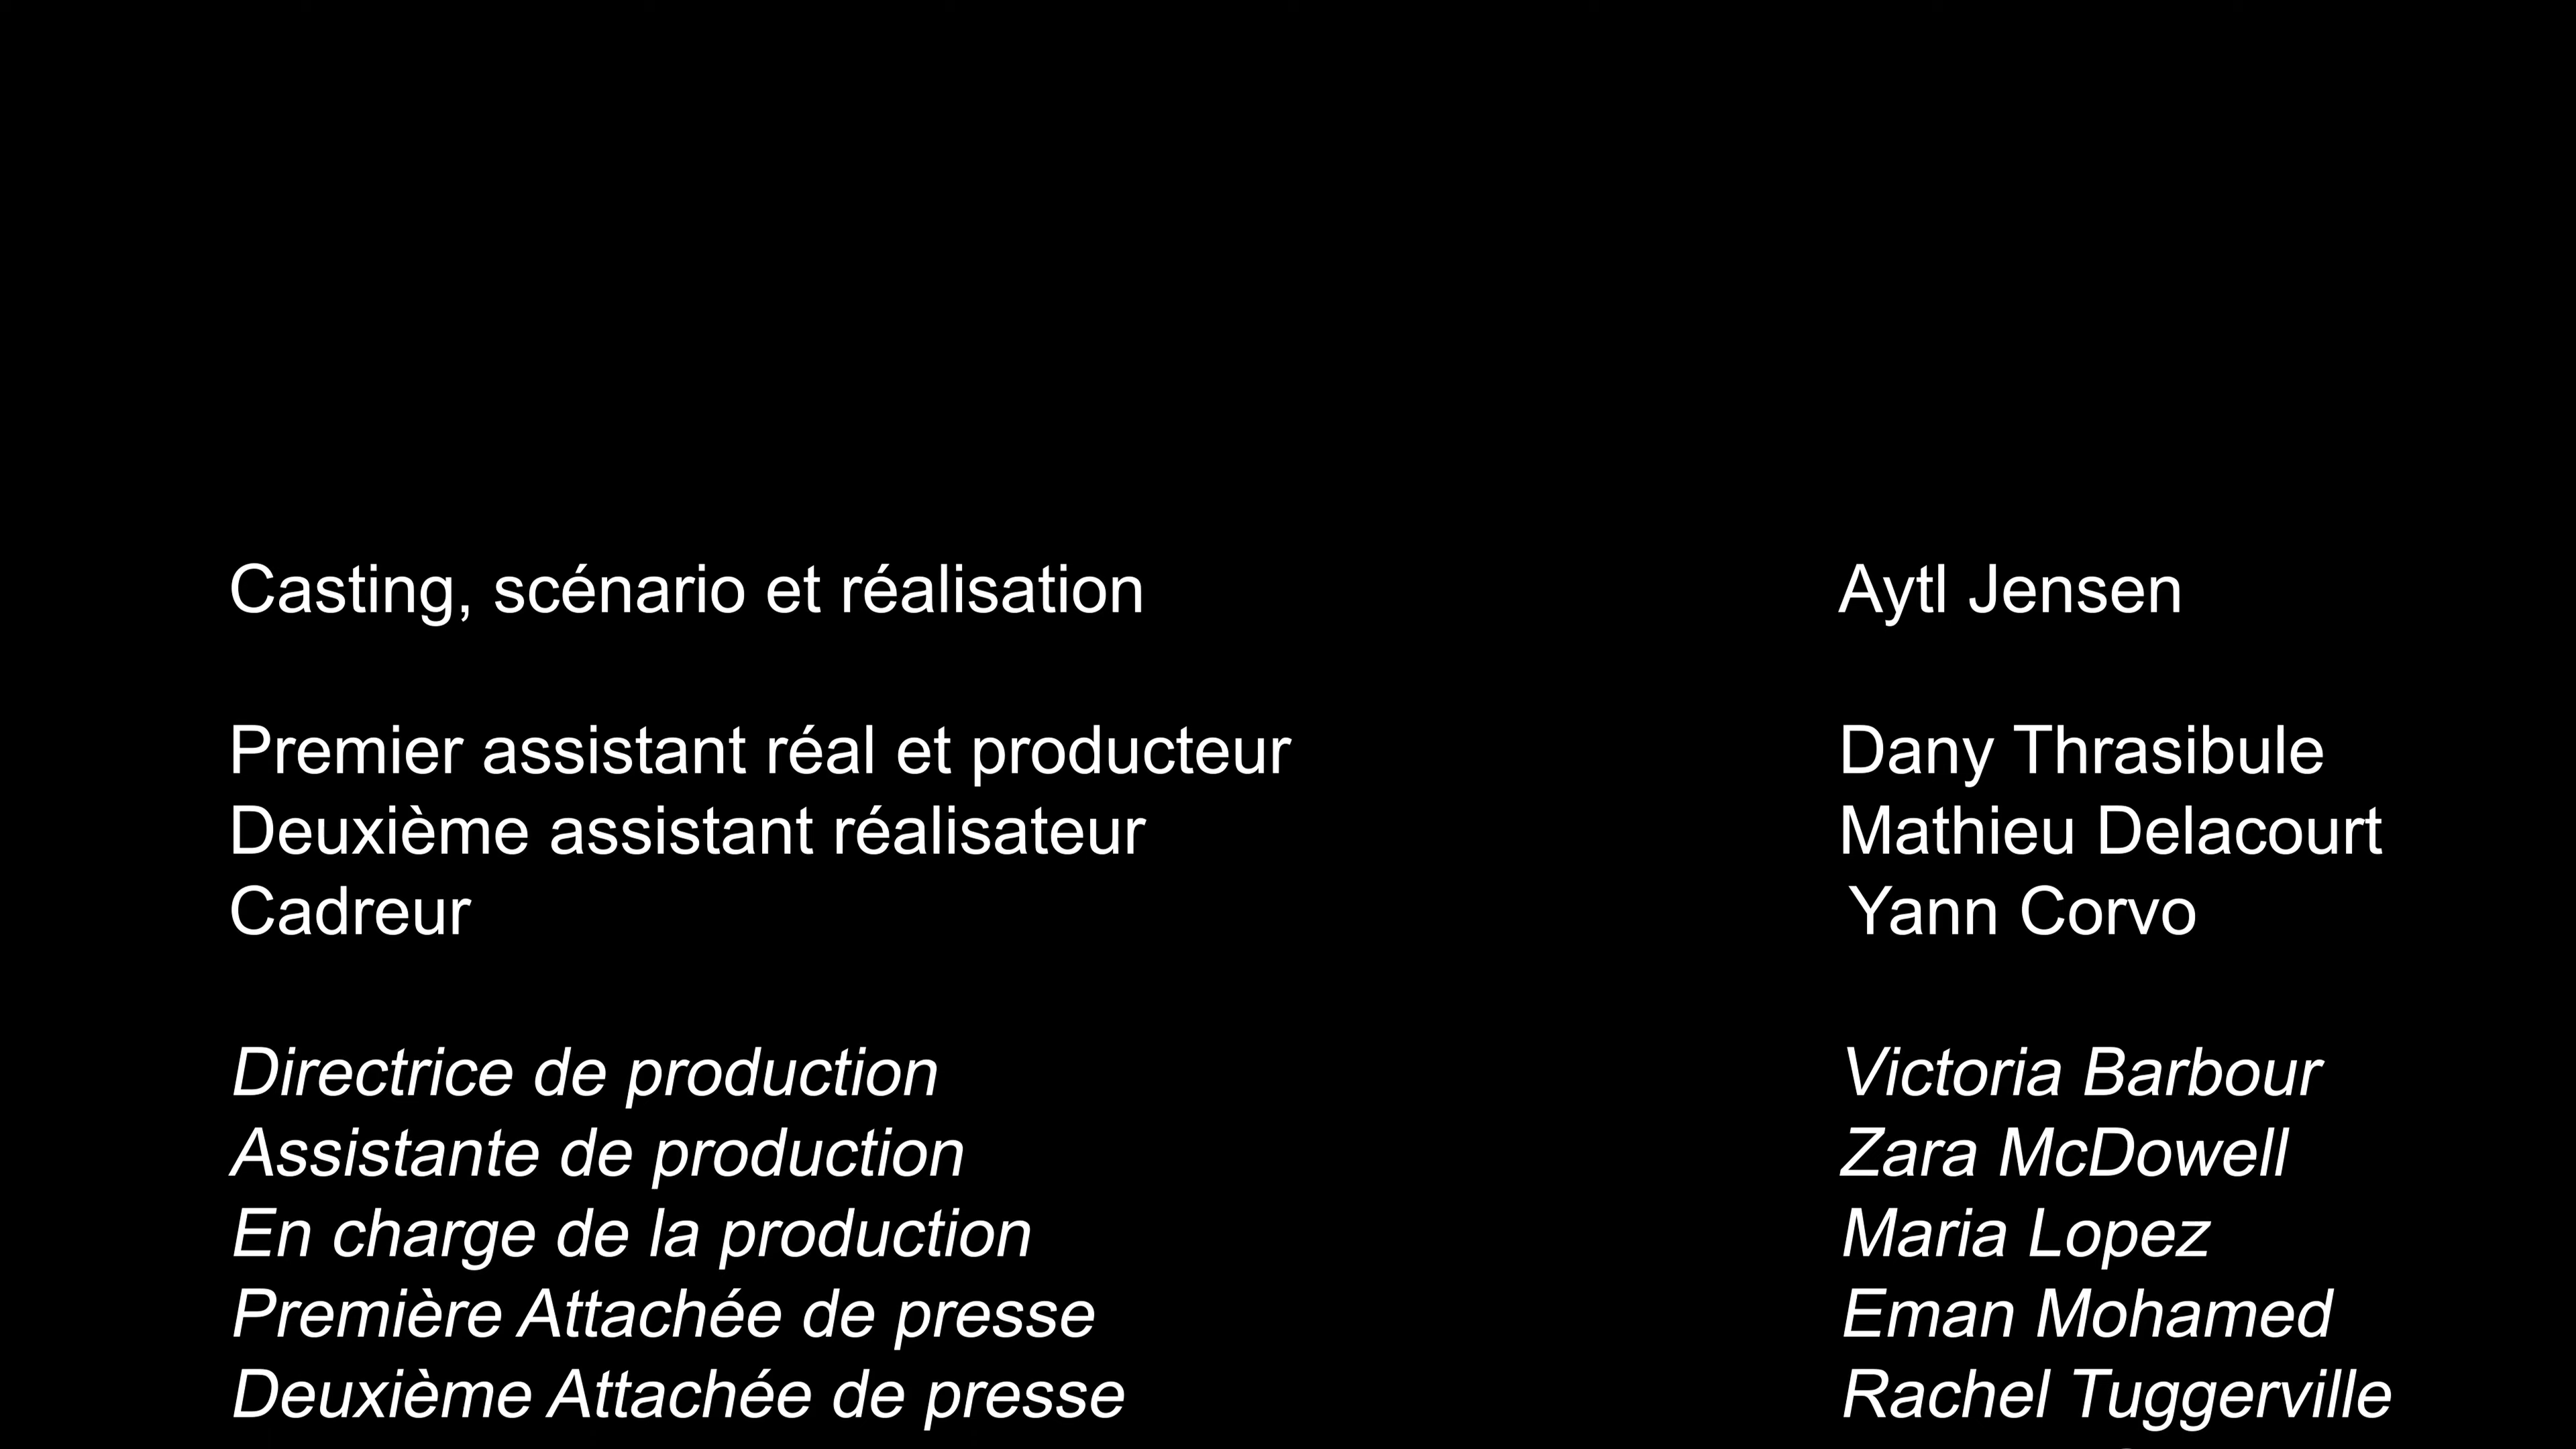 Casting, scénario et réalisation Aytl Jensen
Premier assistant réal et producteur Dany Thrasibule
Deuxième assistant réalisateur Mathieu Delacourt
Cadreur Yann Corvo
Directrice de production Victoria Barbour
Assistante de production Zara McDowell
En charge de la production Maria Lopez
Première Attachée de presse Eman Mohamed
Deuxième Attachée de presse Rachel Tuggerville